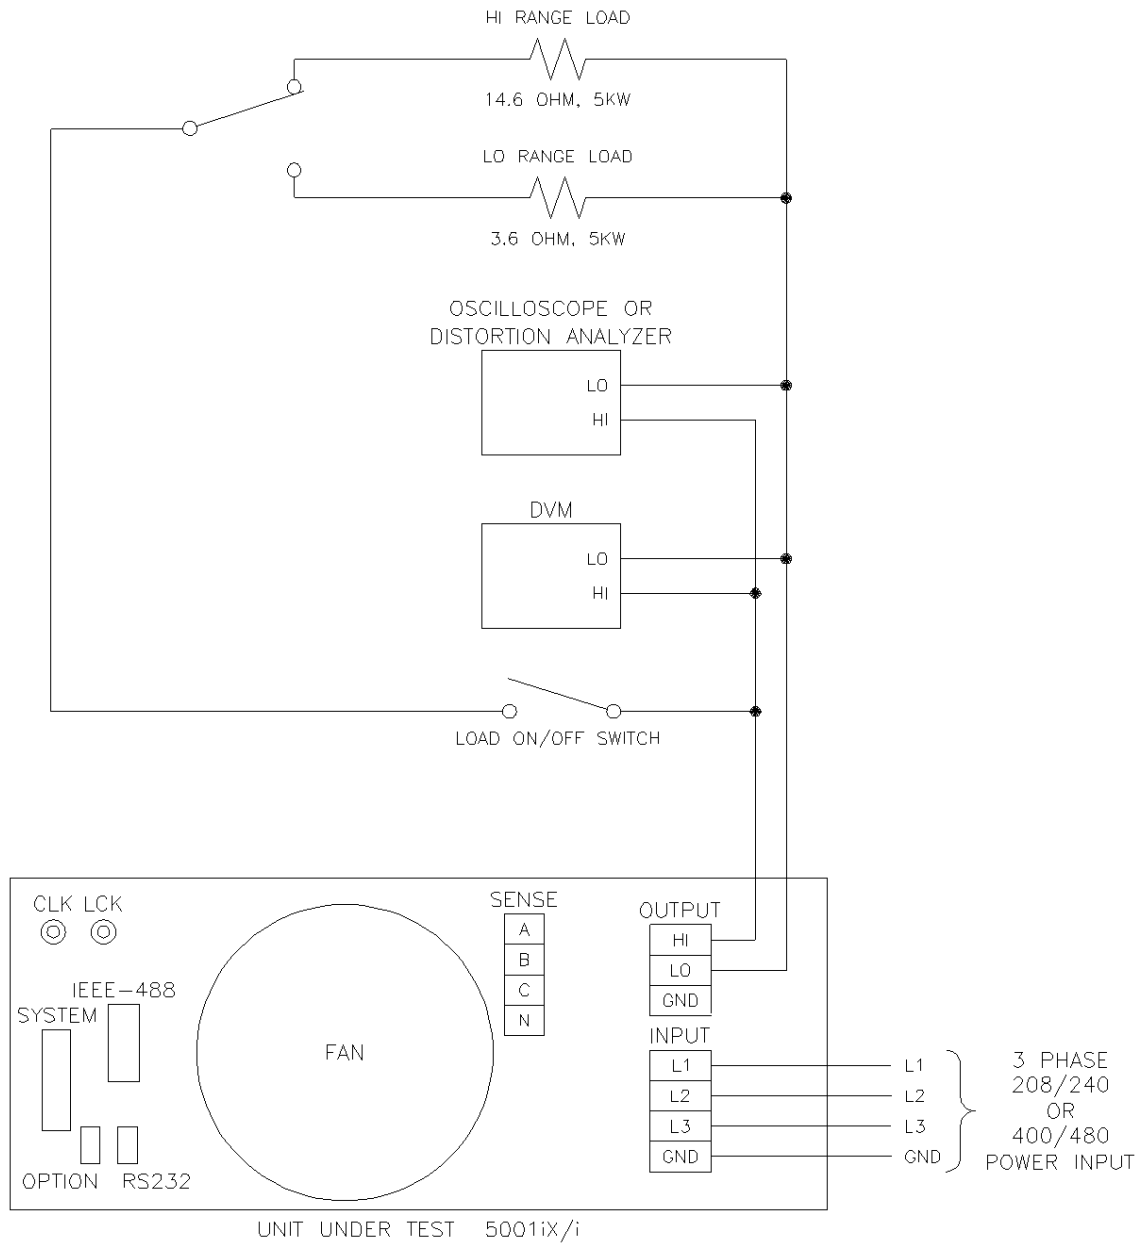 HI RANGE LOAD
14.6 OHM, 5KW
LO RANGE LOAD
3.6 OHM, 5KW
OSCILLOSCOPE OR
DISTORTION ANALYZER
LO
HI
DVM
LO
HI
LOAD ON/OFF SWITCH
CLK LCK
IEEE-488
SYSTEM
OPTION RS232
FAN
SENSE
A
B
C
N
OUTPUT
HI
LO
GND
INPUT
L1
L2
L3
GND
L1
L2
L3
GND
3 PHASE
208/240
OR
400/480
POWER INPUT
UNIT UNDER TEST 5001iX/i